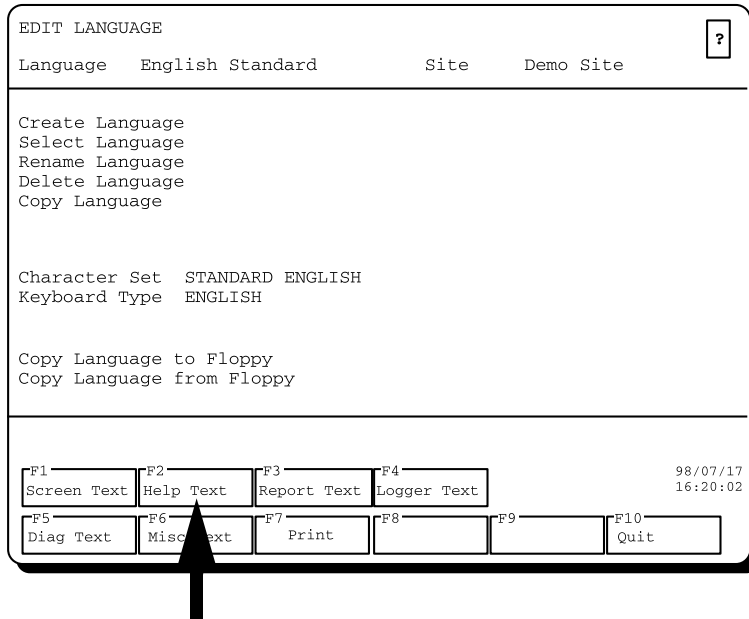 EDIT LANGUAGE
?
Language English Standard Site Demo Site
Create Language
Select Language
Rename Language
Delete Language
Copy Language
Character Set STANDARD ENGLISH
Keyboard Type ENGLISH
Copy Language to Floppy
Copy Language from Floppy
F1 F2 F3 F4
98/07/17
Screen Text Help Text Report Text Logger Text
16:20:02
F5 F6 F7 F8 F9 F10
Diag Text Misc Print Quit